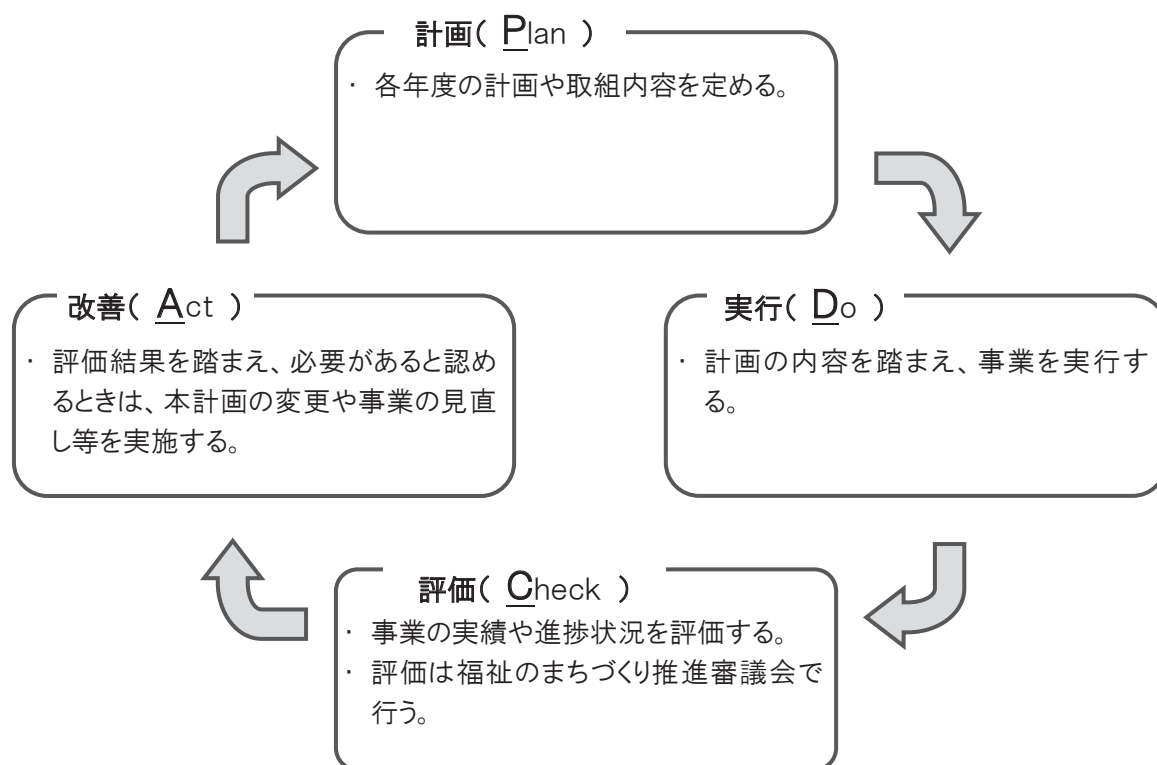 計画( Plan )
・ 各年度の計画や取組内容を定める。
改善( Act )
・ 評価結果を踏まえ、必要があると認め
るときは、本計画の変更や事業の見直
し等を実施する。
実行( Do )
・ 計画の内容を踏まえ、事業を実行す
る。
評価( Check )
・ 事業の実績や進捗状況を評価する。
・ 評価は福祉のまちづくり推進審議会で
行う。